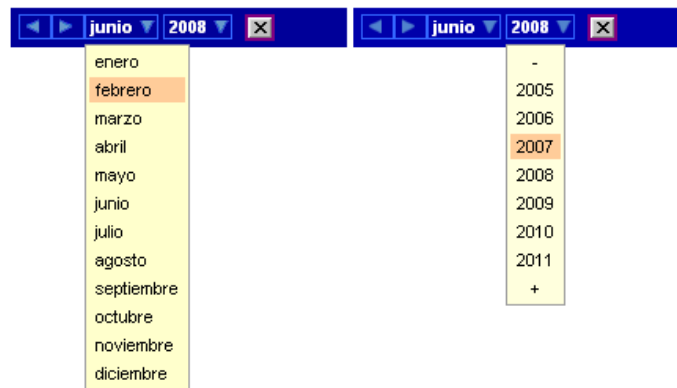 junio 2008
enero
febrero
marzo
abril
mayo
junio
julio
agosto
septiembre
octubre
noviembre
diciembre
junio 2008
-
2005
2006
2007
2008
2009
2010
2011
+